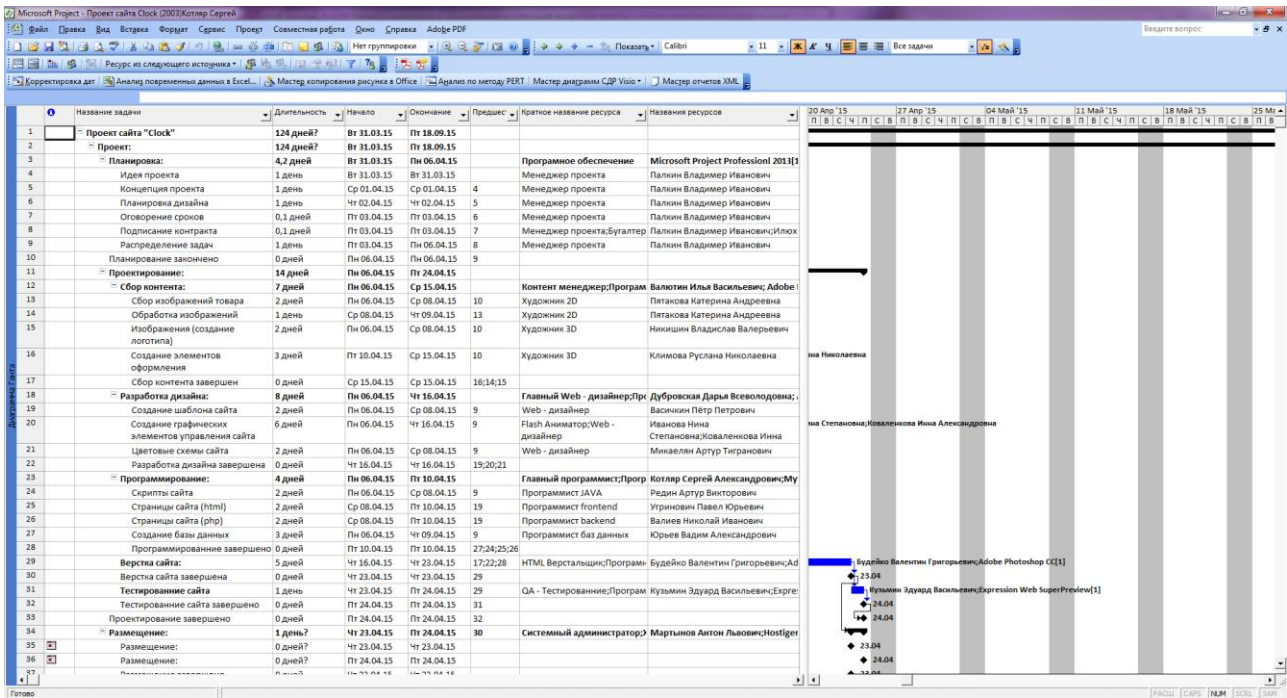 Microsoft Project - Проект сайта Clock (2003)Котляр Сергей
Файл Правка Вид Вставка Формат Сервис Проект Совместная работа Окно Справка Adobe PDF Введите вопрос
Нет группировки Показать Calibri 11 Ж К Ч Все задачи
Ресурс из следующего источника
Корректировка дат Анализ повременных данных в Excel... Мастер копирования рисунка в Office Анализ по методу PERT Мастер диаграмм СДР Visio Мастер отчетов XML
Название задачи Длительность Начало Окончание Предшес Краткое название ресурса Названия ресурсов 20 Апр '15 27 Апр '15 04 Май '15 11 Май '15 18 Май '15 25 Ма
П В С Ч П С В П В С Ч П С В П В С Ч П С В П В С Ч П С В П В С Ч П С В П В
1 Проект сайта "Clock" 124 дней? Вт 31.03.15 Пт 18.09.15
2 Проект: 124 дней? Вт 31.03.15 Пт 18.09.15
3 Планировка: 4,2 дней Вт 31.03.15 Пн 06.04.15 Програмное обеспечение Microsoft Project Professionl 2013[1
4 Идея проекта 1 день Вт 31.03.15 Вт 31.03.15 Менеджер проекта Палкин Владимер Иванович
5 Концепция проекта 1 день Ср 01.04.15 Ср 01.04.15 4 Менеджер проекта Палкин Владимер Иванович
6 Планировка дизайна 1 день Чт 02.04.15 Чт 02.04.15 5 Менеджер проекта Палкин Владимер Иванович
7 Оговорение сроков 0,1 дней Пт 03.04.15 Пт 03.04.15 6 Менеджер проекта Палкин Владимер Иванович
8 Подписание контракта 0,1 дней Пт 03.04.15 Пт 03.04.15 7 Менеджер проекта;Бугалтер Палкин Владимер Иванович;Илюх
9 Распределение задач 1 день Пт 03.04.15 Пн 06.04.15 8 Менеджер проекта Палкин Владимер Иванович
10 Планирование закончено 0 дней Пн 06.04.15 Пн 06.04.15 9
11 Проектирование: 14 дней Пн 06.04.15 Пт 24.04.15
12 Сбор контента: 7 дней Пн 06.04.15 Ср 15.04.15 Контент менеджер;Програм Валютин Илья Васильевич; Adobe
13 Сбор изображений товара 2 дней Пн 06.04.15 Ср 08.04.15 10 Художник 2D Пятакова Катерина Андреевна
14 Обработка изображений 1 день Ср 08.04.15 Чт 09.04.15 13 Художник 2D Пятакова Катерина Андреевна
15 Изображения (создание 2 дней Пн 06.04.15 Ср 08.04.15 10 Художник 3D Никишин Владислав Валерьевич
логотипа)
16 Создание элементов 3 дней Пт 10.04.15 Ср 15.04.15 10 Художник 3D Климова Руслана Николаевна на Николаевна
оформления
17 Сбор контента завершен 0 дней Ср 15.04.15 Ср 15.04.15 16;14;15
18 Разработка дизайна: 8 дней Пн 06.04.15 Чт 16.04.15 Главный Web - дизайнер;Прс Дубровская Дарья Всеволодовна;
19 Создание шаблона сайта 2 дней Пн 06.04.15 Ср 08.04.15 9 Web - дизайнер Васичкин Пётр Петрович
20 Создание графических 6 дней Пн 06.04.15 Чт 16.04.15 9 Flash Аниматор;Web - Иванова Нина на Степановна;Коваленкова Инна Александровна
элементов управления сайта дизайнер Степановна;Коваленкова Инна
21 Цветовые схемы сайта 2 дней Пн 06.04.15 Ср 08.04.15 9 Web - дизайнер Микаелян Артур Тигранович
22 Разработка дизайна завершена 0 дней Чт 16.04.15 Чт 16.04.15 19;20;21
23 Программирование: 4 дней Пн 06.04.15 Пт 10.04.15 Главный программист;Прогр Котляр Сергей Александрович;Му
24 Скрипты сайта 2 дней Пн 06.04.15 Ср 08.04.15 9 Программист JAVA Редин Артур Викторович
25 Страницы сайта (html) 2 дней Ср 08.04.15 Пт 10.04.15 19 Программист frontend Угринович Павел Юрьевич
26 Страницы сайта (php) 2 дней Ср 08.04.15 Пт 10.04.15 19 Программист backend Валиев Николай Иванович
27 Создание базы данных 3 дней Пн 06.04.15 Чт 09.04.15 9 Программист баз данных Юрьев Вадим Александрович
28 Программированние завершено 0 дней Пт 10.04.15 Пт 10.04.15 27;24;25;26
29 Верстка сайта: 5 дней Чт 16.04.15 Чт 23.04.15 17;22;28 HTML Верстальщик;Програмн Будейко Валентин Григорьевич;Ad Будейко Валентин Григорьевич;Adobe Photoshop CC[1]
30 Верстка сайта завершена 0 дней Чт 23.04.15 Чт 23.04.15 29 23.04
31 Тестированние сайта 1 день Чт 23.04.15 Пт 24.04.15 29 QA - Тестированние;Програм Кузьмин Эдуард Васильевич;Expre Кузьмин Эдуард Васильевич;Expression Web SuperPreview[1]
32 Тестированние сайта завершено 0 дней Пт 24.04.15 Пт 24.04.15 31 24.04
33 Проектирование завершено 0 дней Пт 24.04.15 Пт 24.04.15 32 24.04
34 Размещение: 1 день? Чт 23.04.15 Пт 24.04.15 30 Системный администратор; Мартынов Антон Львович;Hostiger
35 Размещение: 0 дней? Чт 23.04.15 Чт 23.04.15 23.04
36 Размещение: 0 дней? Пт 24.04.15 Пт 24.04.15 24.04
Диаграмма Ганта
Готово РАСШ CAPS NUM SCRL ЗАМ